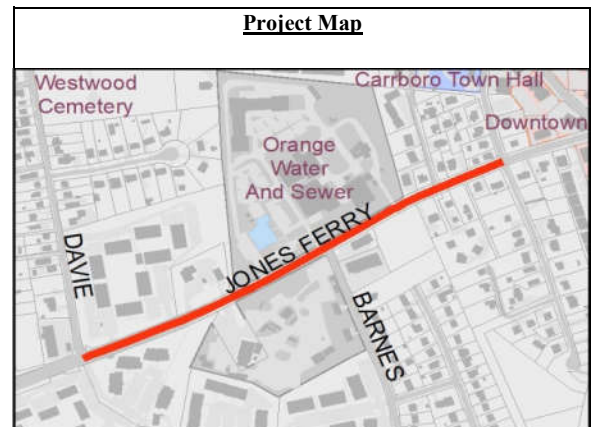 Project Map
Westwood
Cemetery
Carrboro Town Hall
Downtown
Orange
Water
And Sewer
JONES FERRY
DAVIE
BARNES